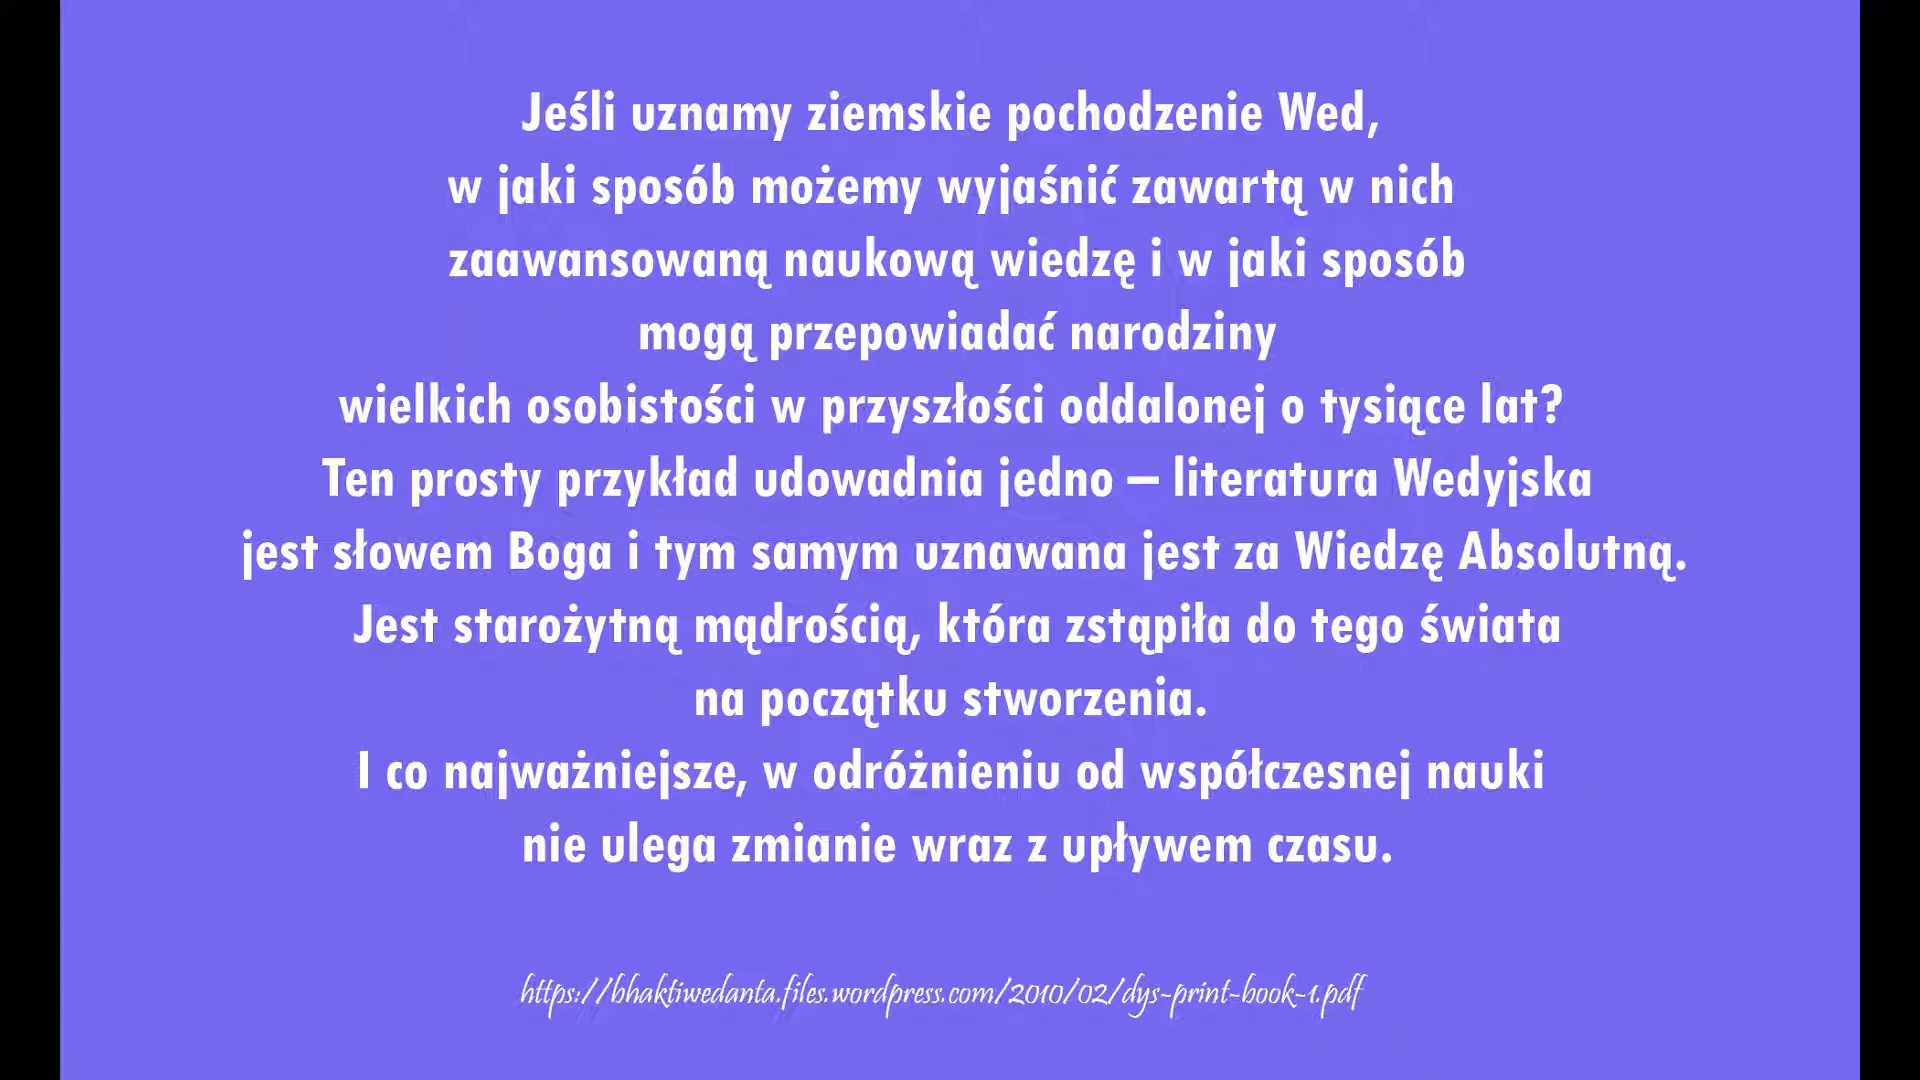 Jeśli uznamy ziemskie pochodzenie Wed,
w jaki sposób możemy wyjaśnić zawartą w nich
zaawansowaną naukową wiedzę i w jaki sposób
mogą przepowiadać narodziny
wielkich osobistości w przyszłości oddalonej o tysiące lat?
Ten prosty przykład udowadnia jedno – literatura Wedyjska
jest słowem Boga i tym samym uznawana jest za Wiedzę Absolutną.
Jest starożytną mądrością, która zstąpiła do tego świata
na początku stworzenia.
I co najważniejsze, w odróżnieniu od współczesnej nauki
nie ulega zmianie wraz z upływem czasu.
https://bhaktiwedanta.files.wordpress.com/2010/02/dys-print-book-1.pdf